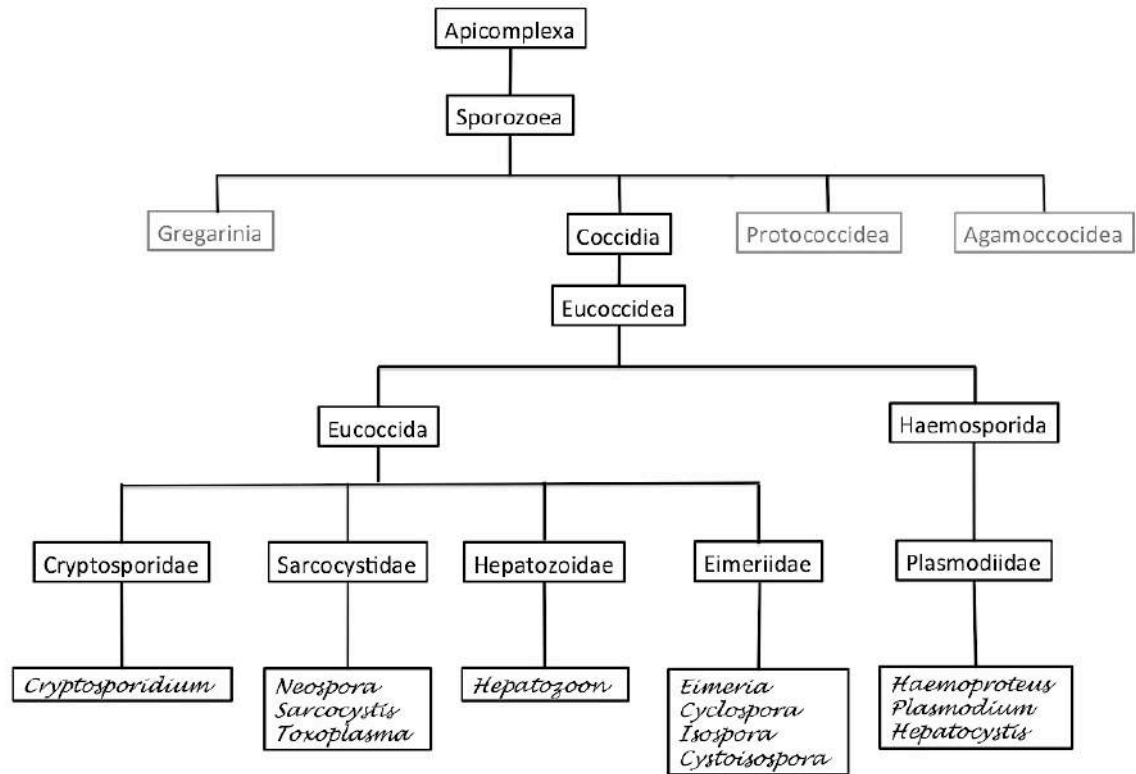 Apicomplexa
Sporozoea
Gregarinia
Coccidia
Protococcidea
Agamoccocidea
Eucoccidea
Eucoccida
Haemosporida
Cryptosporidae
Sarcocystidae
Hepatozoidae
Eimeriidae
Plasmodiidae
Cryptosporidium
Neospora
Sarcocystis
Toxoplasma
Hepatozoon
Eimeria
Cyclospora
Isospora
Cystoisospora
Haemoproteus
Plasmodium
Hepatocystis